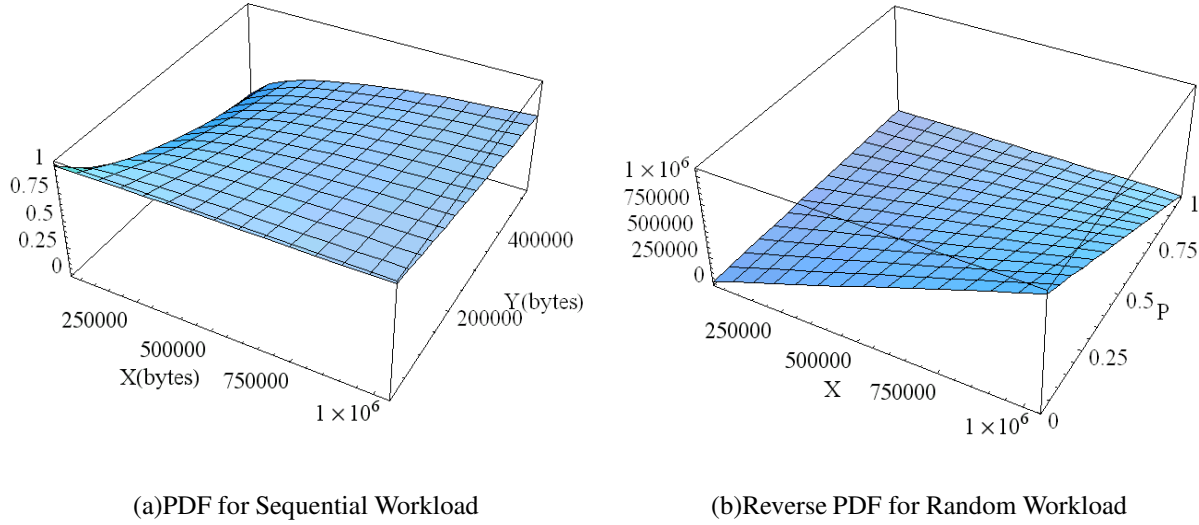 1
0.75
0.5
0.25
0
250000
500000
750000
1 × 10⁶
X(bytes)
200000
400000
Y(bytes)
1 × 10⁶
750000
500000
250000
0
250000
500000
750000
1 × 10⁶
X
0
0.25
0.5
0.75
1
P
(a)PDF for Sequential Workload
(b)Reverse PDF for Random Workload